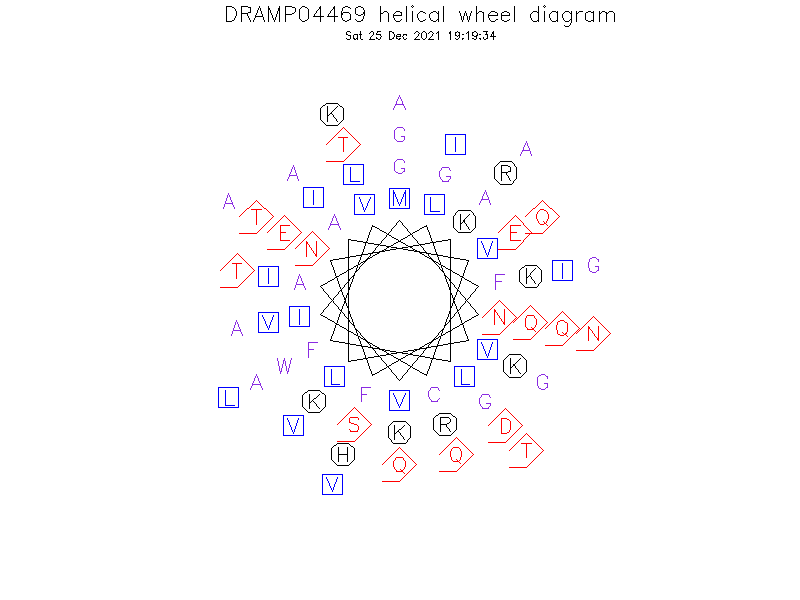 DRAMP04469 helical wheel diagram
Sat 25 Dec 2021 19:19:34
A
K
G
T I A
G
A L G R
A I V M L A
T A K Q
E E
N V
T I A F K I G
A V I N Q Q N
F V
W K
A L L G
L K F V C G
V S K R D
H Q T
Q
V